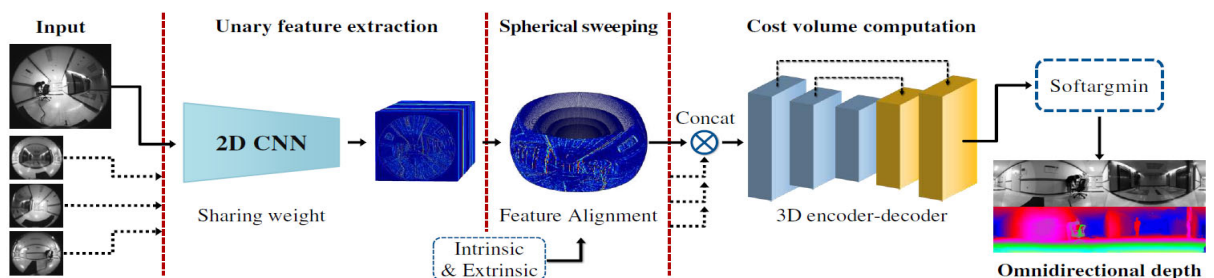 Input
Unary feature extraction
Spherical sweeping
Cost volume computation
2D CNN
Sharing weight
Feature Alignment
Intrinsic
& Extrinsic
Concat
3D encoder-decoder
Softargmin
Omnidirectional depth